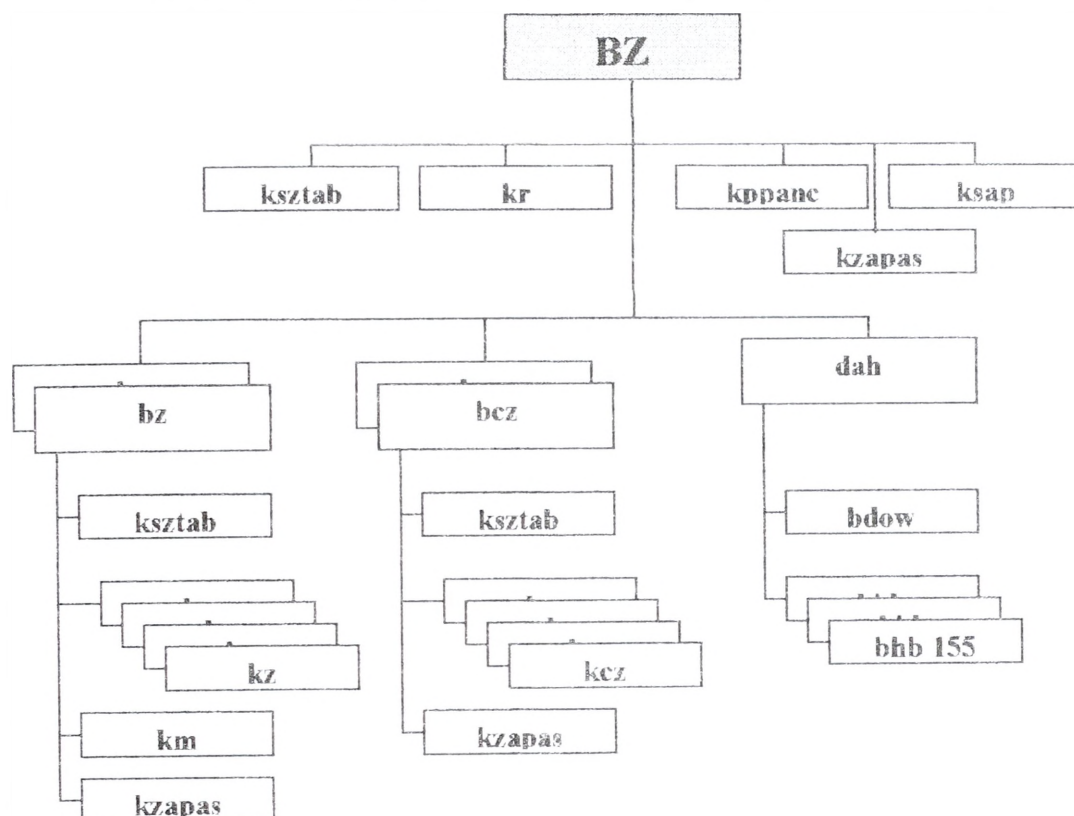 BZ
ksztab
kr
kppanc
ksap
kzapas
bz
bcz
dah
ksztab
ksztab
bdow
kz
kcz
bhb 155
km
kzapas
kzapas